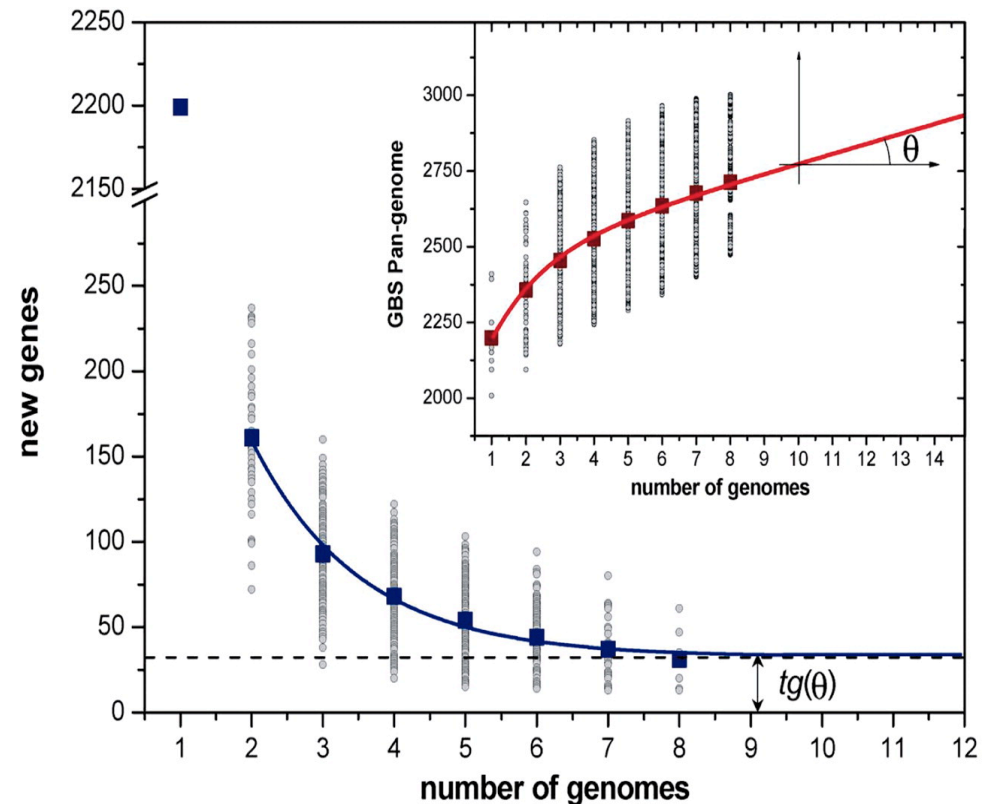 2250
2200
2150
250
200
150
100
50
0
new genes
1 2 3 4 5 6 7 8 9 10 11 12
number of genomes
tg(θ)
3000
2750
2500
2250
2000
GBS Pan-genome
θ
1 2 3 4 5 6 7 8 9 10 11 12 13 14
number of genomes